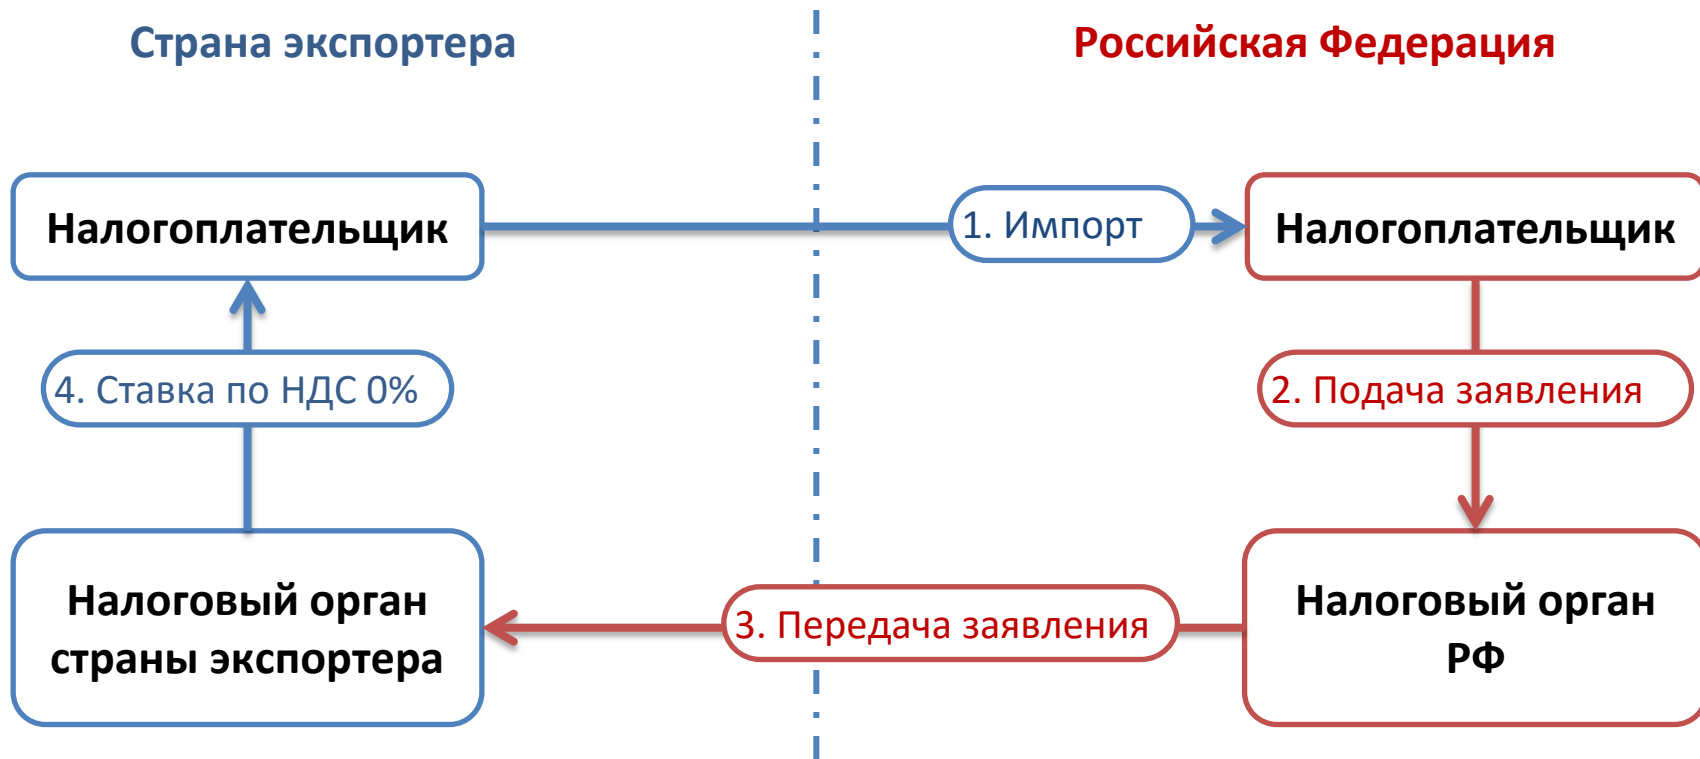 Страна экспортера
Российская Федерация
Налогоплательщик
1. Импорт
Налогоплательщик
4. Ставка по НДС 0%
2. Подача заявления
Налоговый орган
страны экспортера
3. Передача заявления
Налоговый орган
РФ